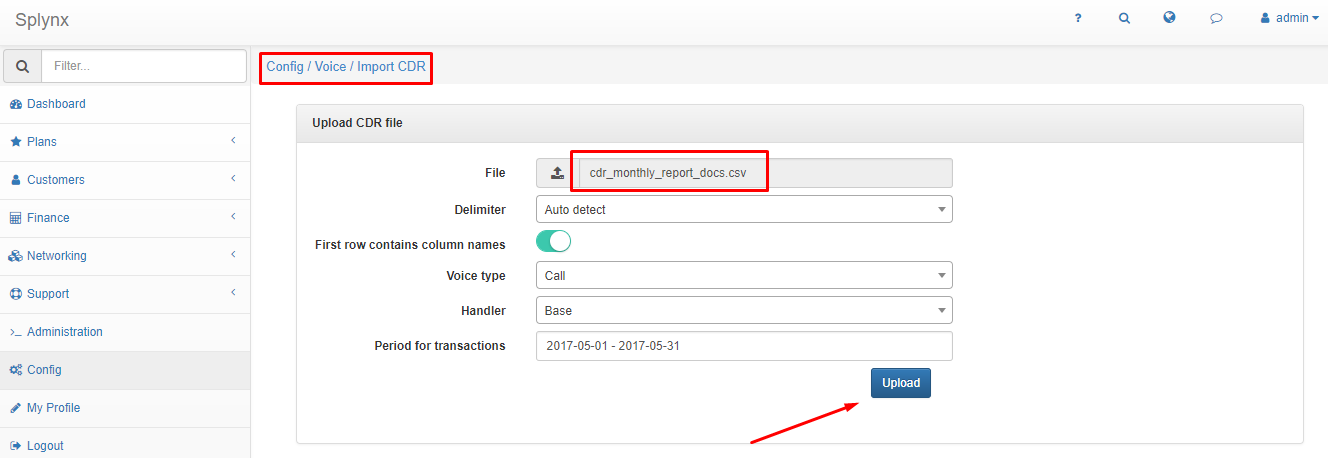 Splynx
?
admin
Filter...
Config / Voice / Import CDR
Dashboard
Plans
Customers
Finance
Networking
Support
Administration
Config
My Profile
Logout
Upload CDR file
File cdr_monthly_report_docs.csv
Delimiter Auto detect
First row contains column names
Voice type Call
Handler Base
Period for transactions 2017-05-01 - 2017-05-31
Upload